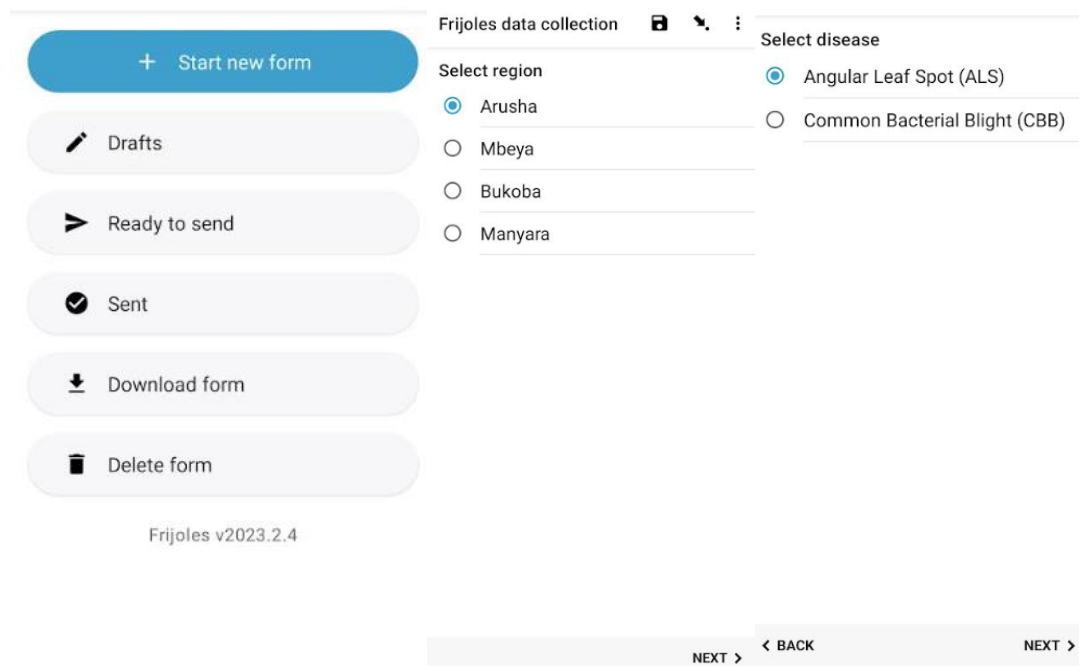 + Start new form
Drafts
Ready to send
Sent
Download form
Delete form
Frijoles v2023.2.4
Frijoles data collection
Select region
Arusha
Mbeya
Bukoba
Manyara
NEXT >
Select disease
Angular Leaf Spot (ALS)
Common Bacterial Blight (CBB)
< BACK
NEXT >